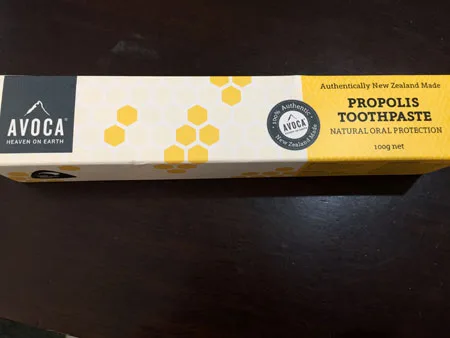 AVOCA
HEAVEN ON EARTH
100% Authentic
AVOCA
New Zealand Made
Authentically New Zealand Made
PROPOLIS
TOOTHPASTE
NATURAL ORAL PROTECTION
100g net